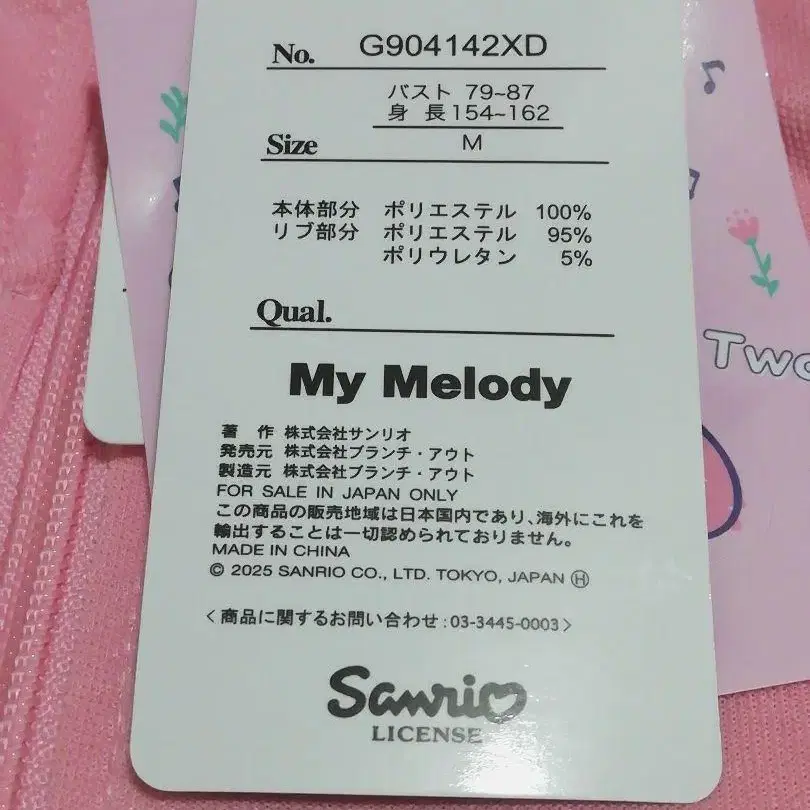 No. G904142XD
バスト 79~87
身 長 154~162
Size M
本体部分 ポリエステル 100%
リブ部分 ポリエステル 95%
ポリウレタン 5%
Qual.
My Melody
著 作 株式会社サンリオ
発売元 株式会社ブランチ・アウト
製造元 株式会社ブランチ・アウト
FOR SALE IN JAPAN ONLY
この商品の販売地域は日本国内であり、海外にこれを
輸出することは一切認められておりません。
MADE IN CHINA
© 2025 SANRIO CO., LTD. TOKYO, JAPAN Ⓗ
<商品に関するお問い合わせ:03-3445-0003>
Sanrio
LICENSE